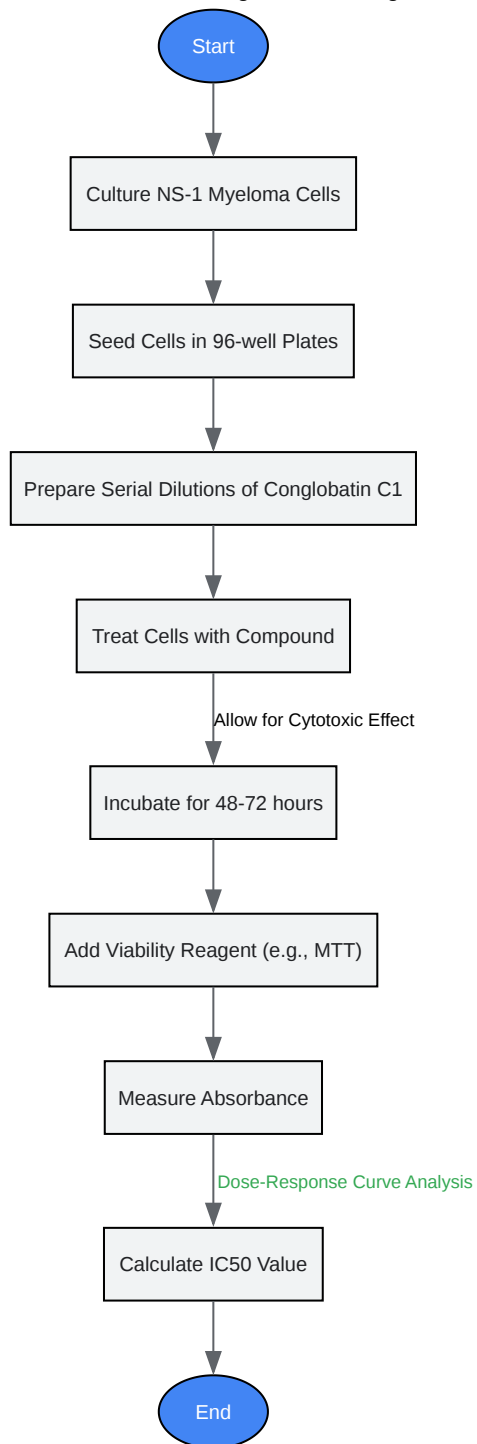 Start
Culture NS-1 Myeloma Cells
Seed Cells in 96-well Plates
Prepare Serial Dilutions of Conglobatin C1
Treat Cells with Compound
Allow for Cytotoxic Effect
Incubate for 48-72 hours
Add Viability Reagent (e.g., MTT)
Measure Absorbance
Dose-Response Curve Analysis
Calculate IC50 Value
End